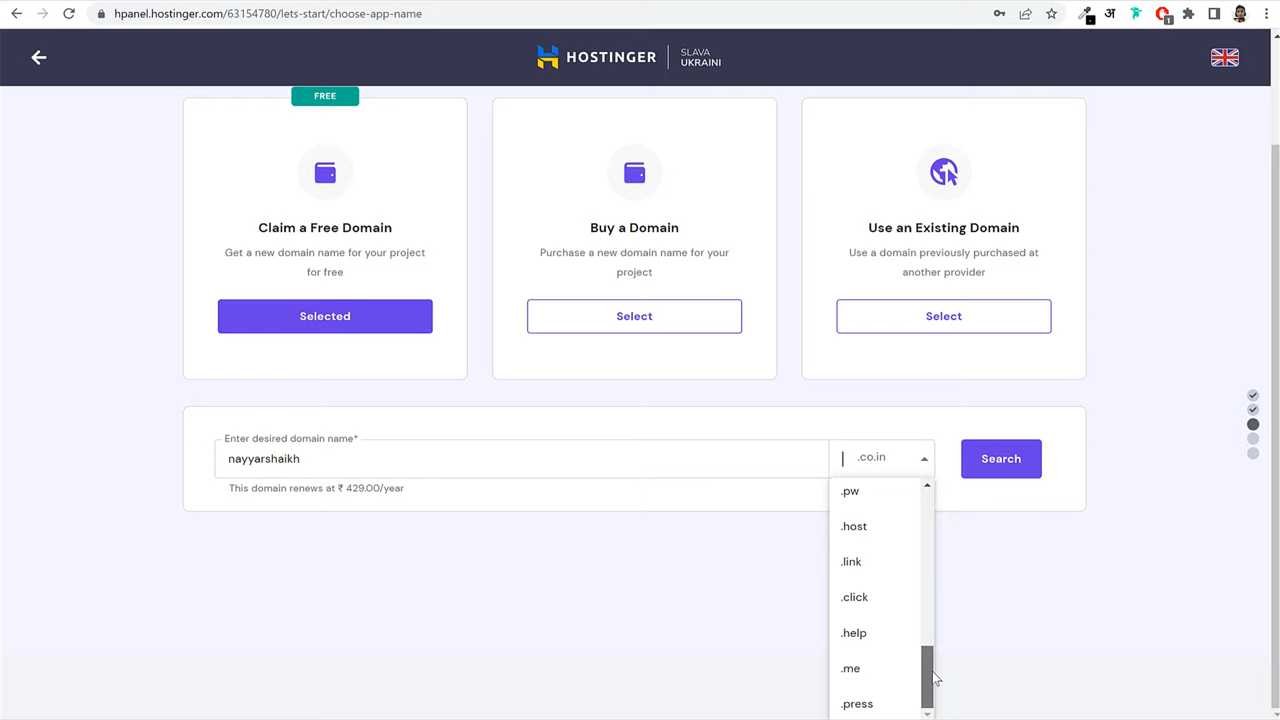 hpanel.hostinger.com/63154780/lets-start/choose-app-name
अ
1
HOSTINGER
SLAVA
UKRAINI
FREE
Claim a Free Domain
Get a new domain name for your project
for free
Selected
Buy a Domain
Purchase a new domain name for your
project
Select
Use an Existing Domain
Use a domain previously purchased at
another provider
Select
Enter desired domain name*
nayyarshaikh
.co.in
Search
This domain renews at ₹ 429.00/year
.pw
.host
.link
.click
.help
.me
.press